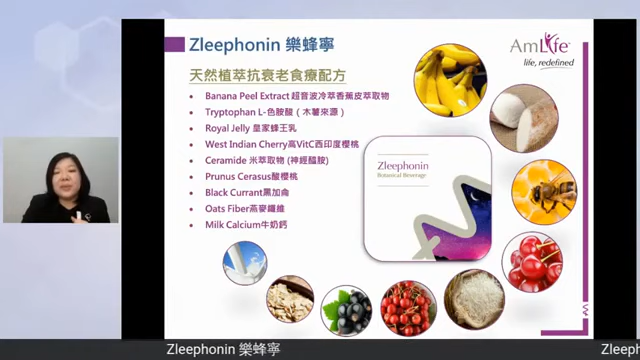 Zleephonin 樂蜂寧
AmLife
life, redefined
天然植萃抗衰老食療配方
• Banana Peel Extract 超音波冷萃香蕉皮萃取物
• Tryptophan L-色胺酸（木薯來源）
• Royal Jelly 皇家蜂王乳
• West Indian Cherry高VitC西印度櫻桃
• Ceramide 米萃取物 (神經醯胺)
• Prunus Cerasus酸櫻桃
• Black Currant黑加侖
• Oats Fiber燕麥纖維
• Milk Calcium牛奶鈣
Zleephonin
Botanical Beverage
Zleephonin 樂蜂寧
Zleeph